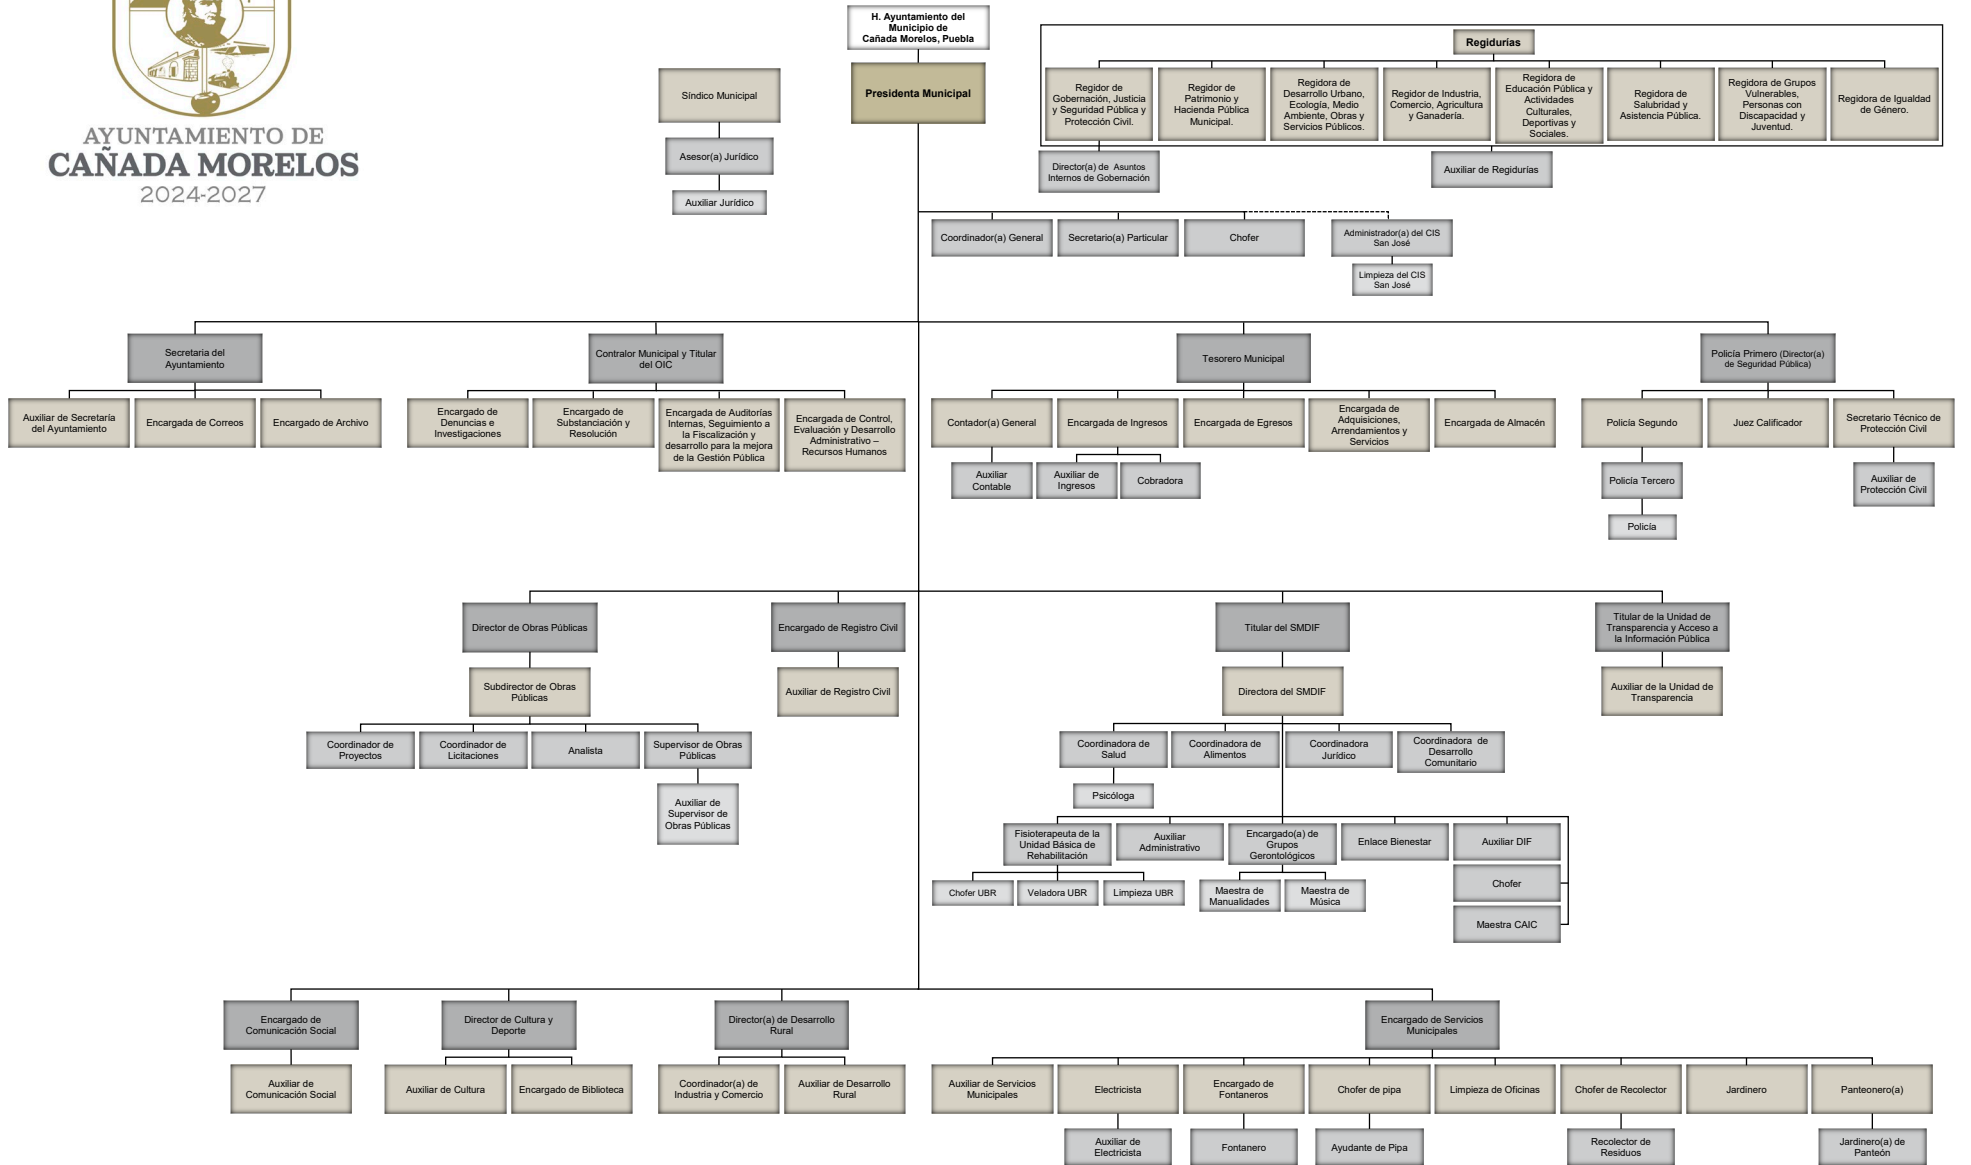 AYUNTAMIENTO DE
CAÑADA MORELOS
2024-2027
H. Ayuntamiento del
Municipio de
Cañada Morelos, Puebla
Presidenta Municipal
Síndico Municipal
Asesor(a) Jurídico
Auxiliar Jurídico
Regidurías
Regidor de
Gobernación, Justicia
y Seguridad Pública y
Protección Civil.
Regidor de
Patrimonio y
Hacienda Pública
Municipal.
Regidora de
Desarrollo Urbano,
Ecología, Medio
Ambiente, Obras y
Servicios Públicos.
Regidor de Industria,
Comercio, Agricultura
y Ganadería.
Regidora de
Educación Pública y
Actividades
Culturales,
Deportivas y
Sociales.
Regidora de
Salubridad y
Asistencia Pública.
Regidora de Grupos
Vulnerables,
Personas con
Discapacidad y
Juventud.
Regidora de Igualdad
de Género.
Director(a) de Asuntos
Internos de Gobernación
Auxiliar de Regidurías
Coordinador(a) General
Secretario(a) Particular
Chofer
Administrador(a) del CIS
San José
Limpieza del CIS
San José
Secretaria del
Ayuntamiento
Contralor Municipal y Titular
del OIC
Tesorero Municipal
Policía Primero (Director(a)
de Seguridad Pública)
Auxiliar de Secretaría
del Ayuntamiento
Encargada de Correos
Encargado de Archivo
Encargado de
Denuncias e
Investigaciones
Encargado de
Substanciación y
Resolución
Encargada de Auditorías
Internas, Seguimiento a
la Fiscalización y
desarrollo para la mejora
de la Gestión Pública
Encargada de Control,
Evaluación y Desarrollo
Administrativo –
Recursos Humanos
Contador(a) General
Encargada de Ingresos
Encargada de Egresos
Encargada de
Adquisiciones,
Arrendamientos y
Servicios
Encargada de Almacén
Policía Segundo
Juez Calificador
Secretario Técnico de
Protección Civil
Auxiliar
Contable
Auxiliar de
Ingresos
Cobradora
Policía Tercero
Auxiliar de
Protección Civil
Policía
Director de Obras Públicas
Encargado de Registro Civil
Titular del SMDIF
Titular de la Unidad de
Transparencia y Acceso a
la Información Pública
Subdirector de Obras
Públicas
Auxiliar de Registro Civil
Directora del SMDIF
Auxiliar de la Unidad de
Transparencia
Coordinador de
Proyectos
Coordinador de
Licitaciones
Analista
Supervisor de Obras
Públicas
Auxiliar de
Supervisor de
Obras Públicas
Coordinadora de
Salud
Coordinadora de
Alimentos
Coordinadora
Jurídico
Coordinadora de
Desarrollo
Comunitario
Psicóloga
Fisioterapeuta de la
Unidad Básica de
Rehabilitación
Auxiliar
Administrativo
Encargado(a) de
Grupos
Gerontológicos
Enlace Bienestar
Auxiliar DIF
Chofer UBR
Veladora UBR
Limpieza UBR
Maestra de
Manualidades
Maestra de
Música
Chofer
Maestra CAIC
Encargado de
Comunicación Social
Director de Cultura y
Deporte
Director(a) de Desarrollo
Rural
Encargado de Servicios
Municipales
Auxiliar de
Comunicación Social
Auxiliar de Cultura
Encargado de Biblioteca
Coordinador(a) de
Industria y Comercio
Auxiliar de Desarrollo
Rural
Auxiliar de Servicios
Municipales
Electricista
Encargado de
Fontaneros
Chofer de pipa
Limpieza de Oficinas
Chofer de Recolector
Jardinero
Panteonero(a)
Auxiliar de
Electricista
Fontanero
Ayudante de Pipa
Recolector de
Residuos
Jardinero(a) de
Panteón